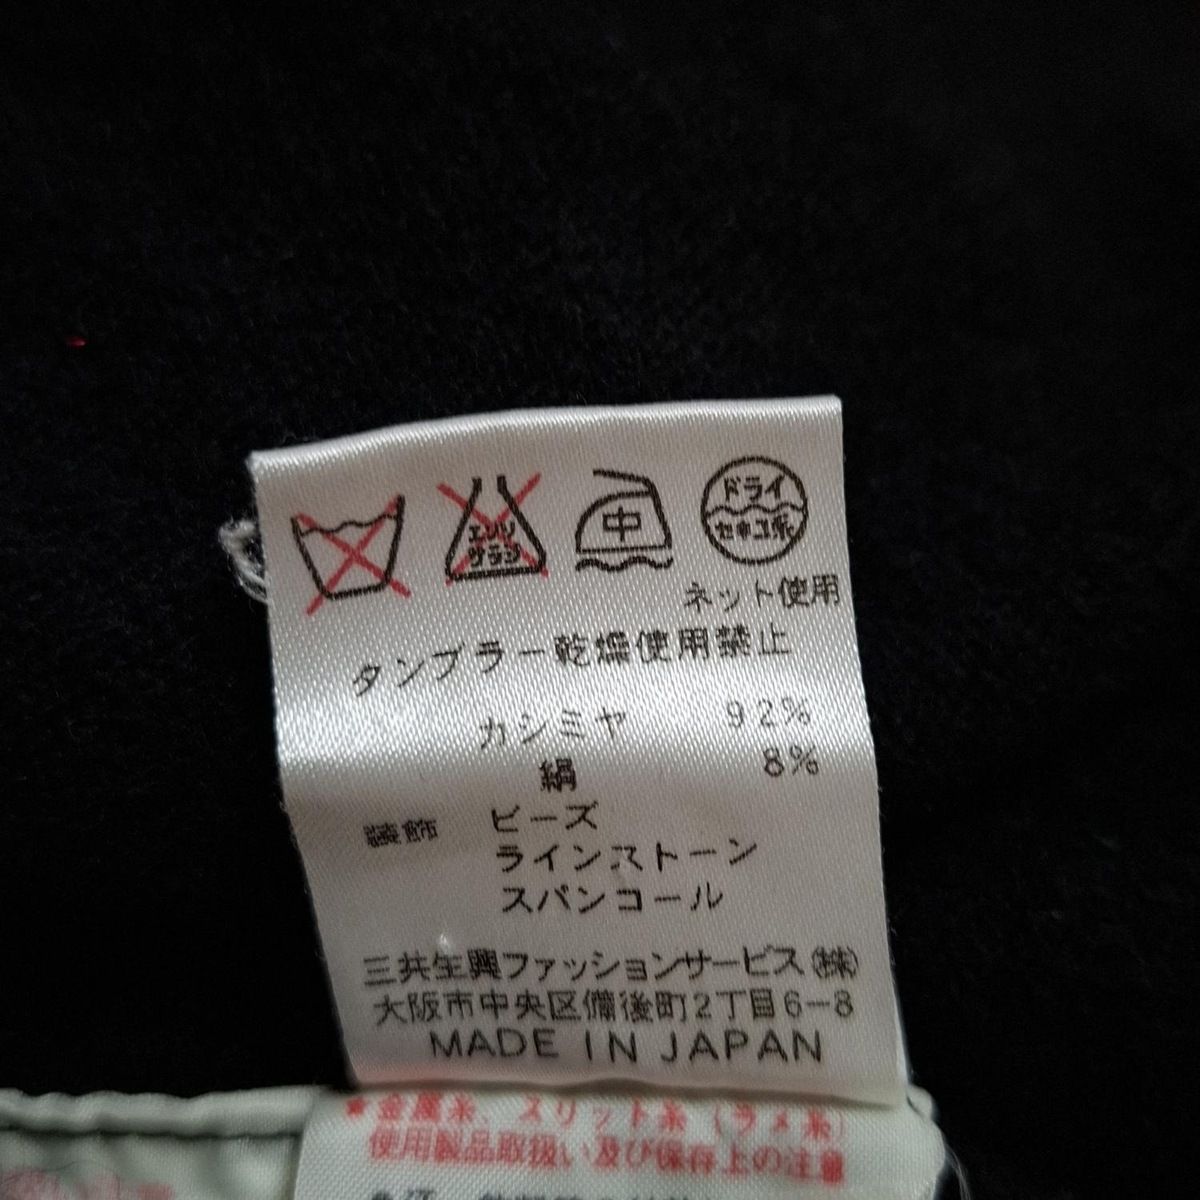 エンソ サラシ
中
ドライ
セキユ系
ネット使用
タンブラー乾燥使用禁止
カシミヤ 92%
絹 8%
装飾 ビーズ
ラインストーン
スパンコール
三共生興ファッションサービス(株)
大阪市中央区備後町2丁目6-8
MADE IN JAPAN
★金属糸、スリット糸(ラメ糸)
使用製品取扱い及び保存上の注意